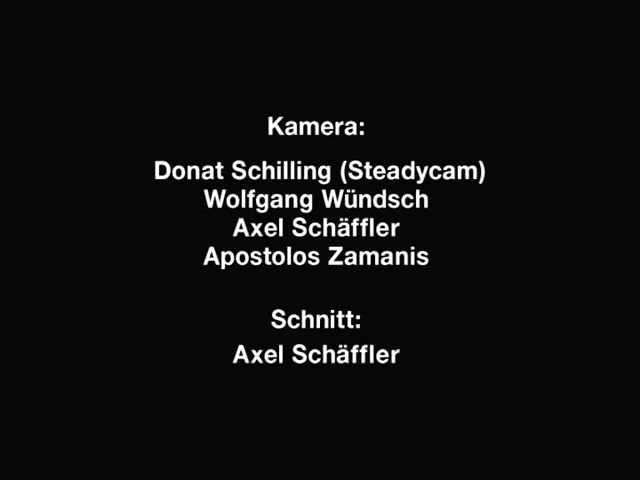 Kamera:
Donat Schilling (Steadycam)
Wolfgang Wündsch
Axel Schäffler
Apostolos Zamanis
Schnitt:
Axel Schäffler